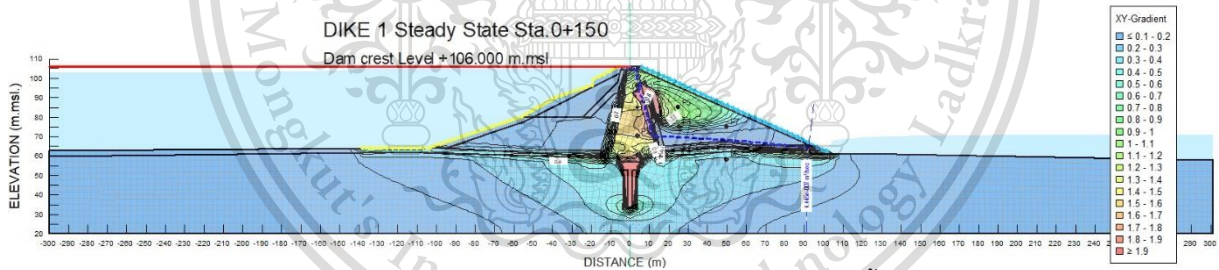 DIKE 1 Steady State Sta.0+150
Dam crest Level +106.000 m.msl
ELEVATION (m.msl.)
110
100
90
80
70
60
50
40
30
20
-300 -290 -280 -270 -260 -250 -240 -230 -220 -210 -200 -190 -180 -170 -160 -150 -140 -130 -120 -110 -100 -90 -80 -70 -60 -50 -40 -30 -20 -10 0 10 20 30 40 50 60 70 80 90 100 110 120 130 140 150 160 170 180 190 200 210 220 230 240 280 290 300
DISTANCE (m)
XY-Gradient
≤ 0.1 - 0.2
0.2 - 0.3
0.3 - 0.4
0.4 - 0.5
0.5 - 0.6
0.6 - 0.7
0.7 - 0.8
0.8 - 0.9
0.9 - 1
1 - 1.1
1.1 - 1.2
1.2 - 1.3
1.3 - 1.4
1.4 - 1.5
1.5 - 1.6
1.6 - 1.7
1.7 - 1.8
1.8 - 1.9
≥ 1.9
Mongkut's
Technology Ladkra